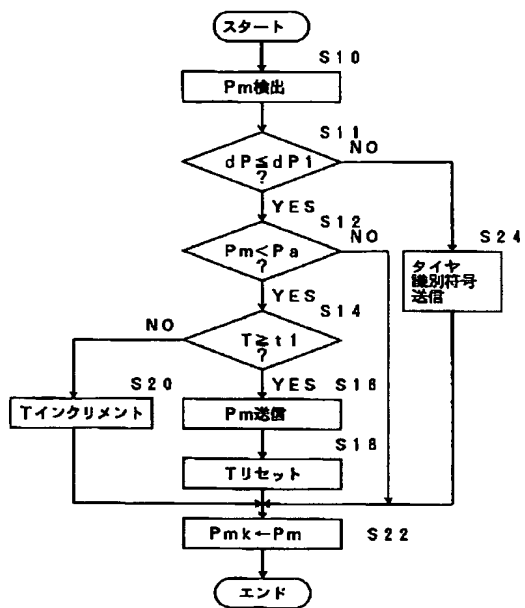 スタート
S10
Pm検出
S11
dP≦dP1
?
NO
YES
S12
Pm<Pa
?
NO
S24
タイヤ
識別符号
送信
YES
S14
T≧t1
?
NO
S20
Tインクリメント
YES
S16
Pm送信
S18
Tリセット
Pmk←Pm
S22
エンド